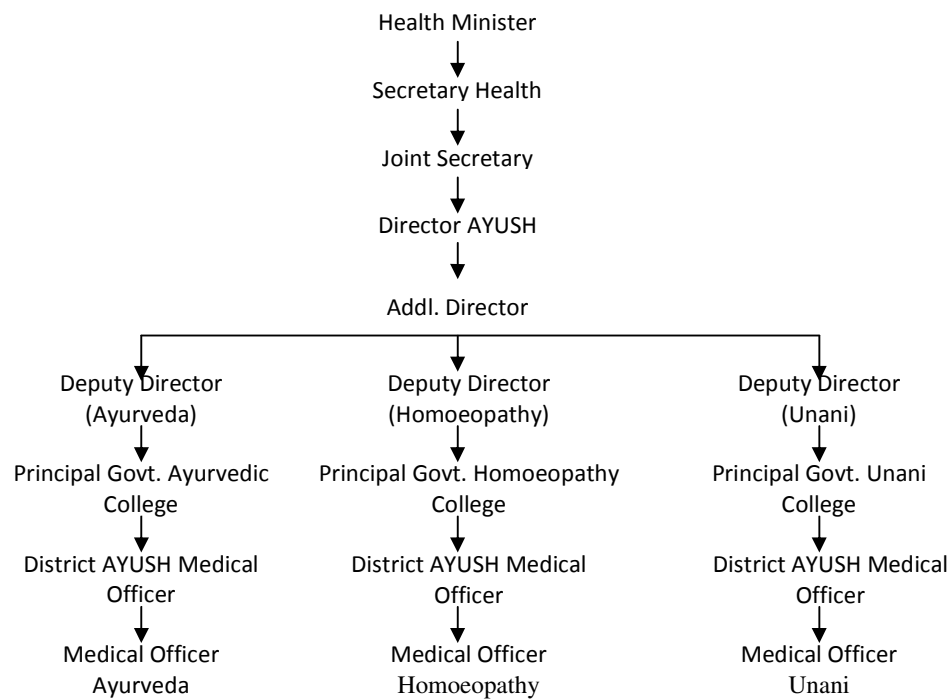 Health Minister
Secretary Health
Joint Secretary
Director AYUSH
Addl. Director
Deputy Director
(Ayurveda)
Deputy Director
(Homoeopathy)
Deputy Director
(Unani)
Principal Govt. Ayurvedic
College
Principal Govt. Homoeopathy
College
Principal Govt. Unani
College
District AYUSH Medical
Officer
District AYUSH Medical
Officer
District AYUSH Medical
Officer
Medical Officer
Ayurveda
Medical Officer
Homoeopathy
Medical Officer
Unani